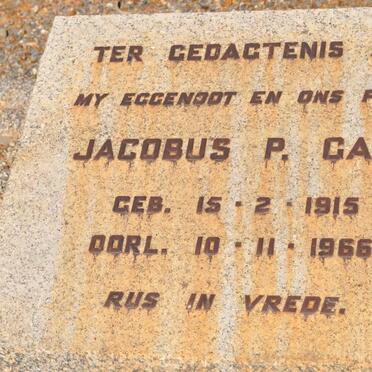 TER GEDAGTENIS
MY EGGENOOT EN ONS
JACOBUS P.
GEB. 15 · 2 · 1915
OORL. 10 · 11 · 1966
RUS IN VREDE.